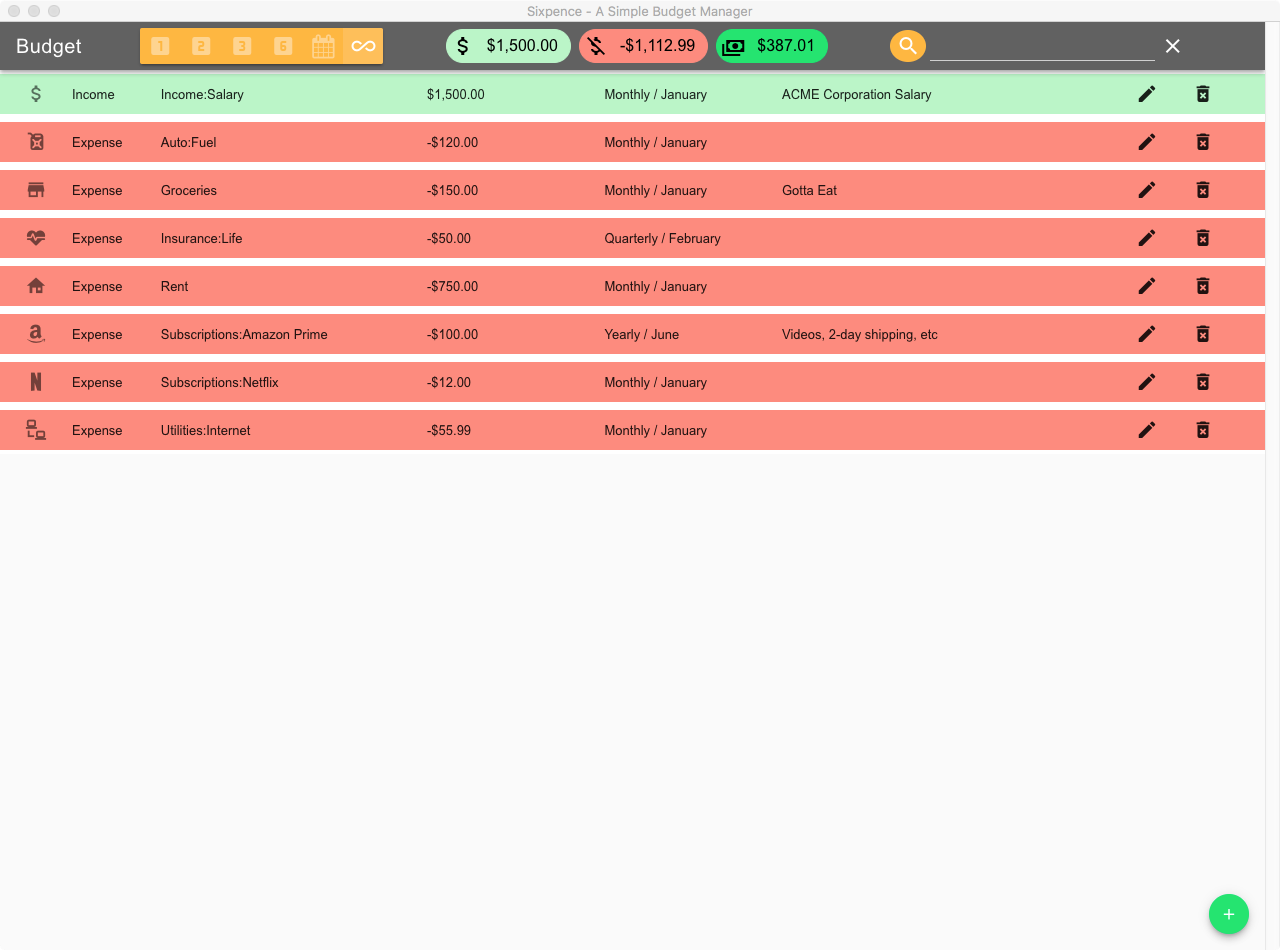 Sixpence - A Simple Budget Manager
Budget 1 2 3 6 $1,500.00 -$1,112.99 $387.01
Income Income:Salary $1,500.00 Monthly / January ACME Corporation Salary
Expense Auto:Fuel -$120.00 Monthly / January
Expense Groceries -$150.00 Monthly / January Gotta Eat
Expense Insurance:Life -$50.00 Quarterly / February
Expense Rent -$750.00 Monthly / January
Expense Subscriptions:Amazon Prime -$100.00 Yearly / June Videos, 2-day shipping, etc
Expense Subscriptions:Netflix -$12.00 Monthly / January
Expense Utilities:Internet -$55.99 Monthly / January